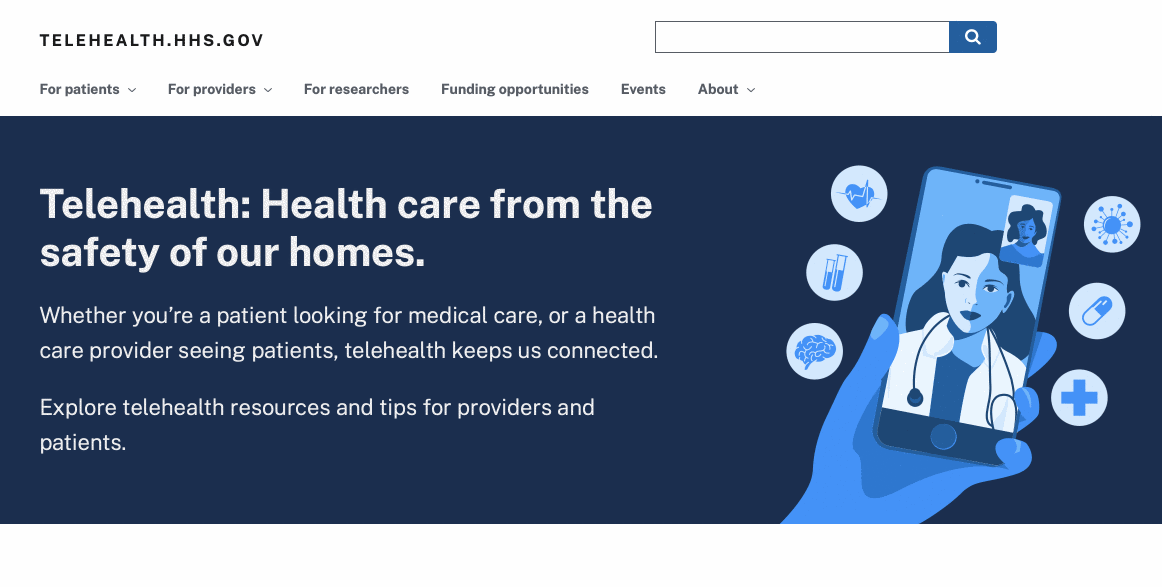 TELEHEALTH.HHS.GOV
For patients For providers For researchers Funding opportunities Events About
Telehealth: Health care from the
safety of our homes.
Whether you’re a patient looking for medical care, or a health
care provider seeing patients, telehealth keeps us connected.
Explore telehealth resources and tips for providers and
patients.